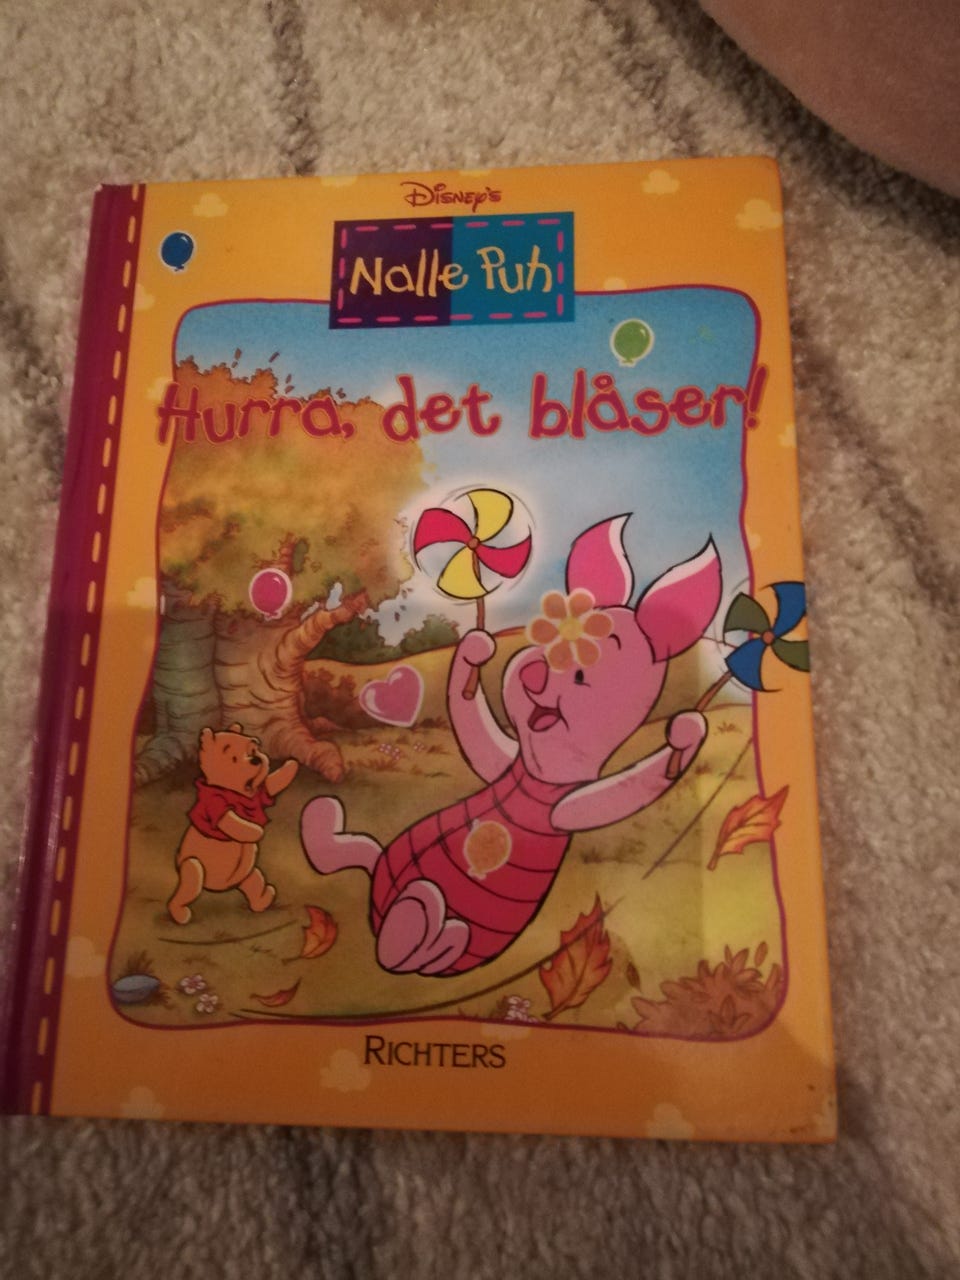 Disney's
Nalle Puh
Hurra, det blåser!
RICHTERS